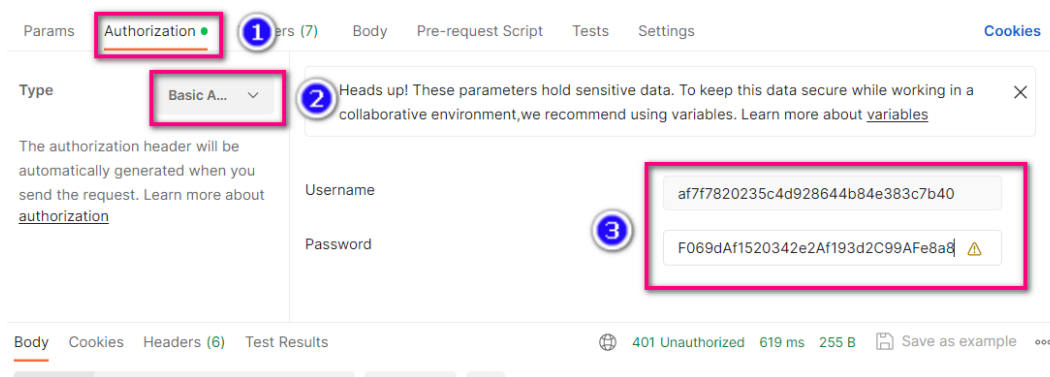 Params Authorization 1 ers (7) Body Pre-request Script Tests Settings Cookies
Type Basic A... 2 Heads up! These parameters hold sensitive data. To keep this data secure while working in a
collaborative environment,we recommend using variables. Learn more about variables
The authorization header will be
automatically generated when you
send the request. Learn more about
authorization
Username af7f7820235c4d928644b84e383c7b40
3
Password F069dAf1520342e2Af193d2C99AFe8a8
Body Cookies Headers (6) Test Results 401 Unauthorized 619 ms 255 B Save as example